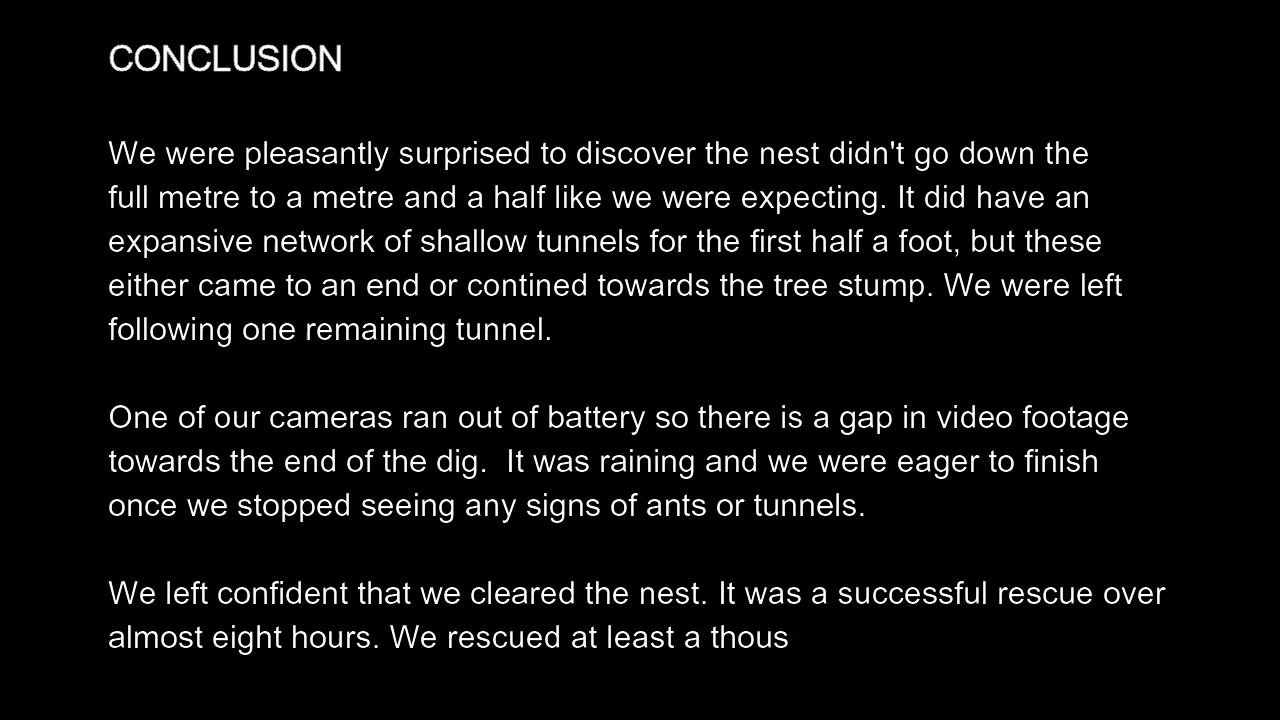 CONCLUSION
We were pleasantly surprised to discover the nest didn't go down the
full metre to a metre and a half like we were expecting. It did have an
expansive network of shallow tunnels for the first half a foot, but these
either came to an end or contined towards the tree stump. We were left
following one remaining tunnel.
One of our cameras ran out of battery so there is a gap in video footage
towards the end of the dig.  It was raining and we were eager to finish
once we stopped seeing any signs of ants or tunnels.
We left confident that we cleared the nest. It was a successful rescue over
almost eight hours. We rescued at least a thous